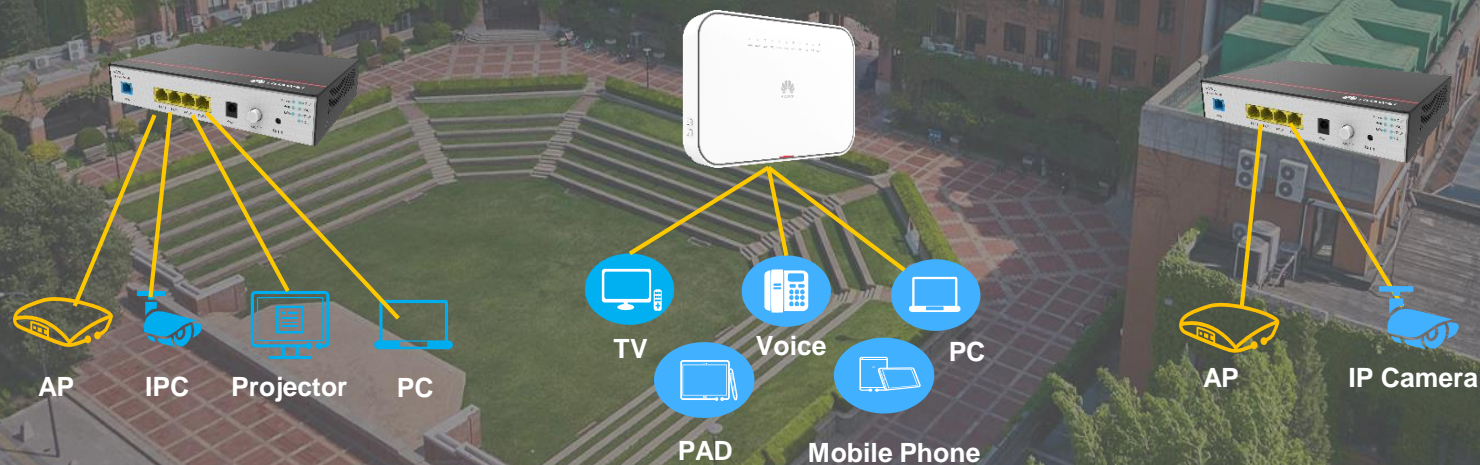 AP
IPC
Projector
PC
TV
Voice
PC
PAD
Mobile Phone
AP
IP Camera